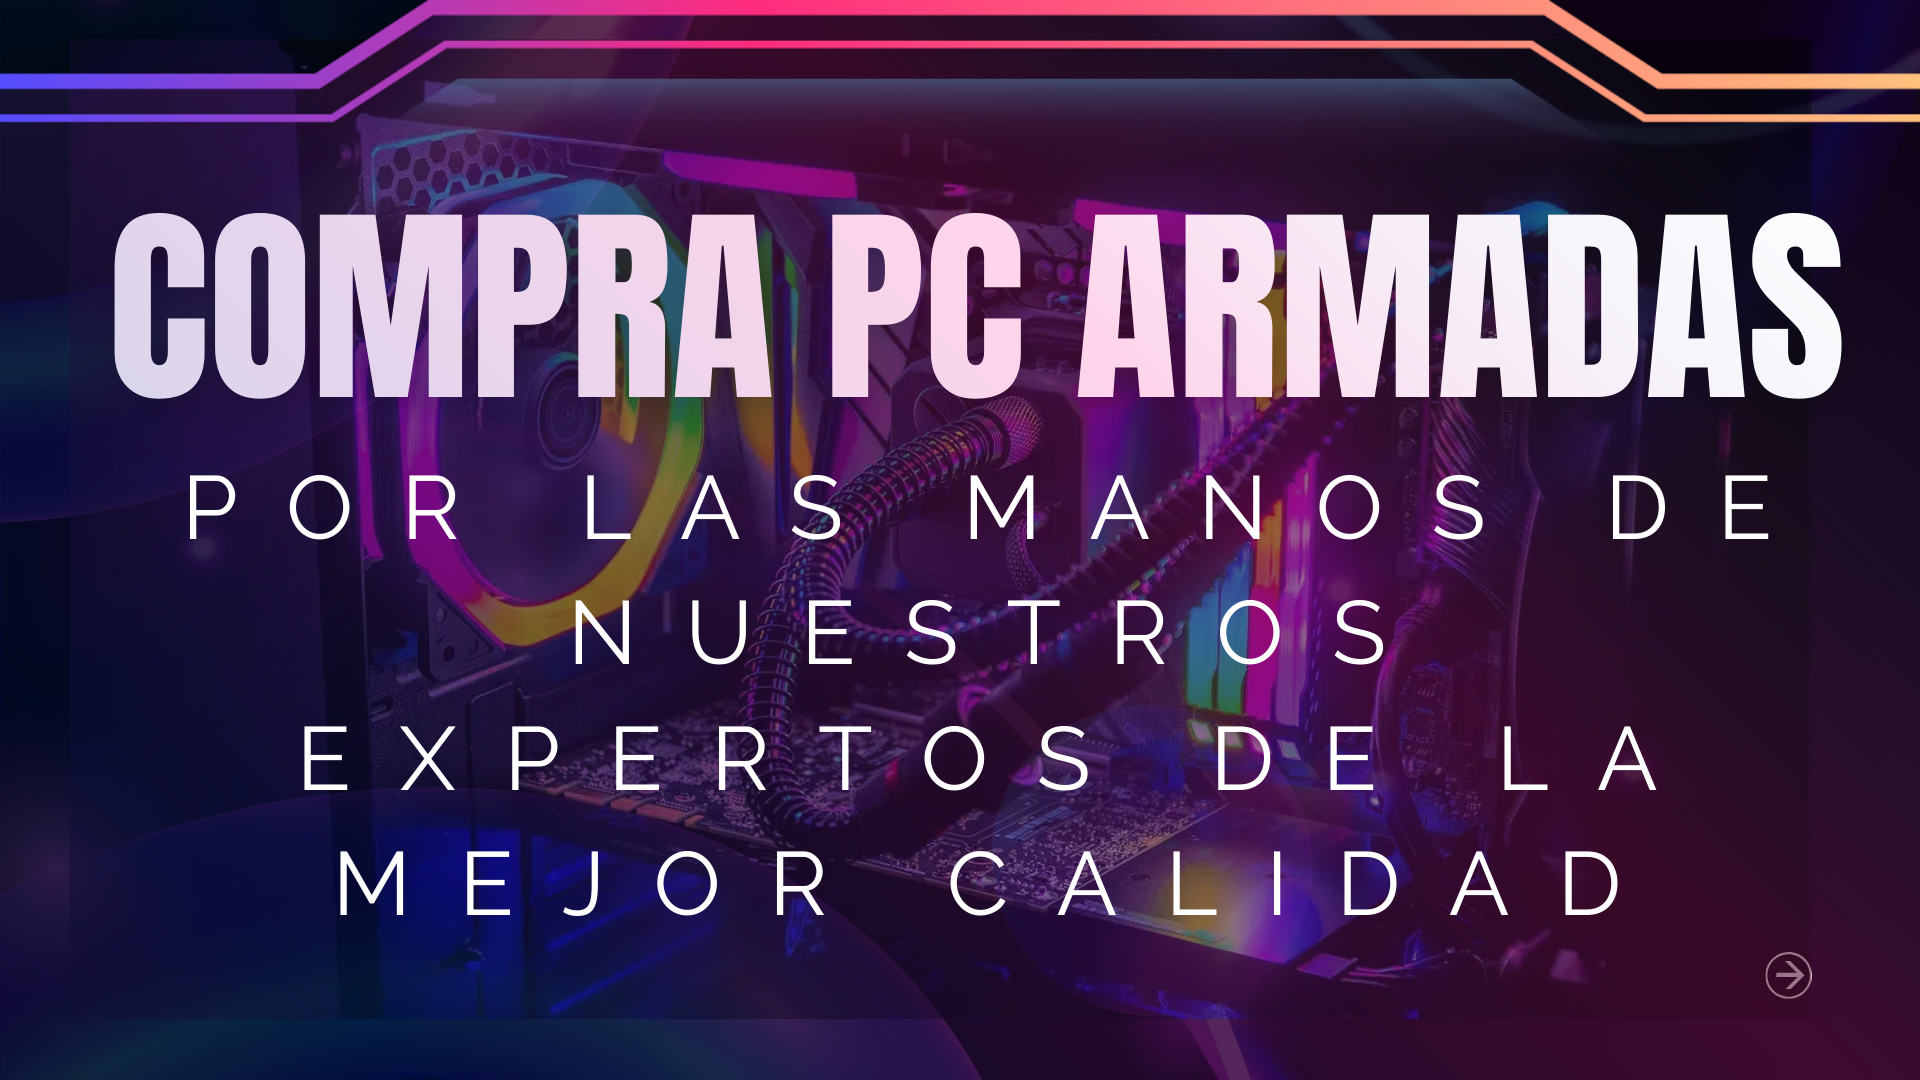 COMPRA PC ARMADAS
POR LAS MANOS DE
NUESTROS
EXPERTOS DE LA
MEJOR CALIDAD